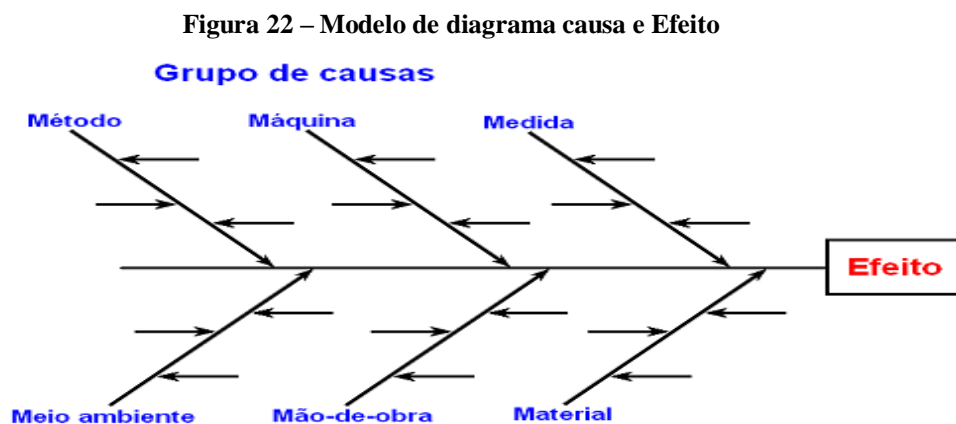 Figura 22 – Modelo de diagrama causa e Efeito
Grupo de causas
Método
Máquina
Medida
Efeito
Meio ambiente
Mão-de-obra
Material